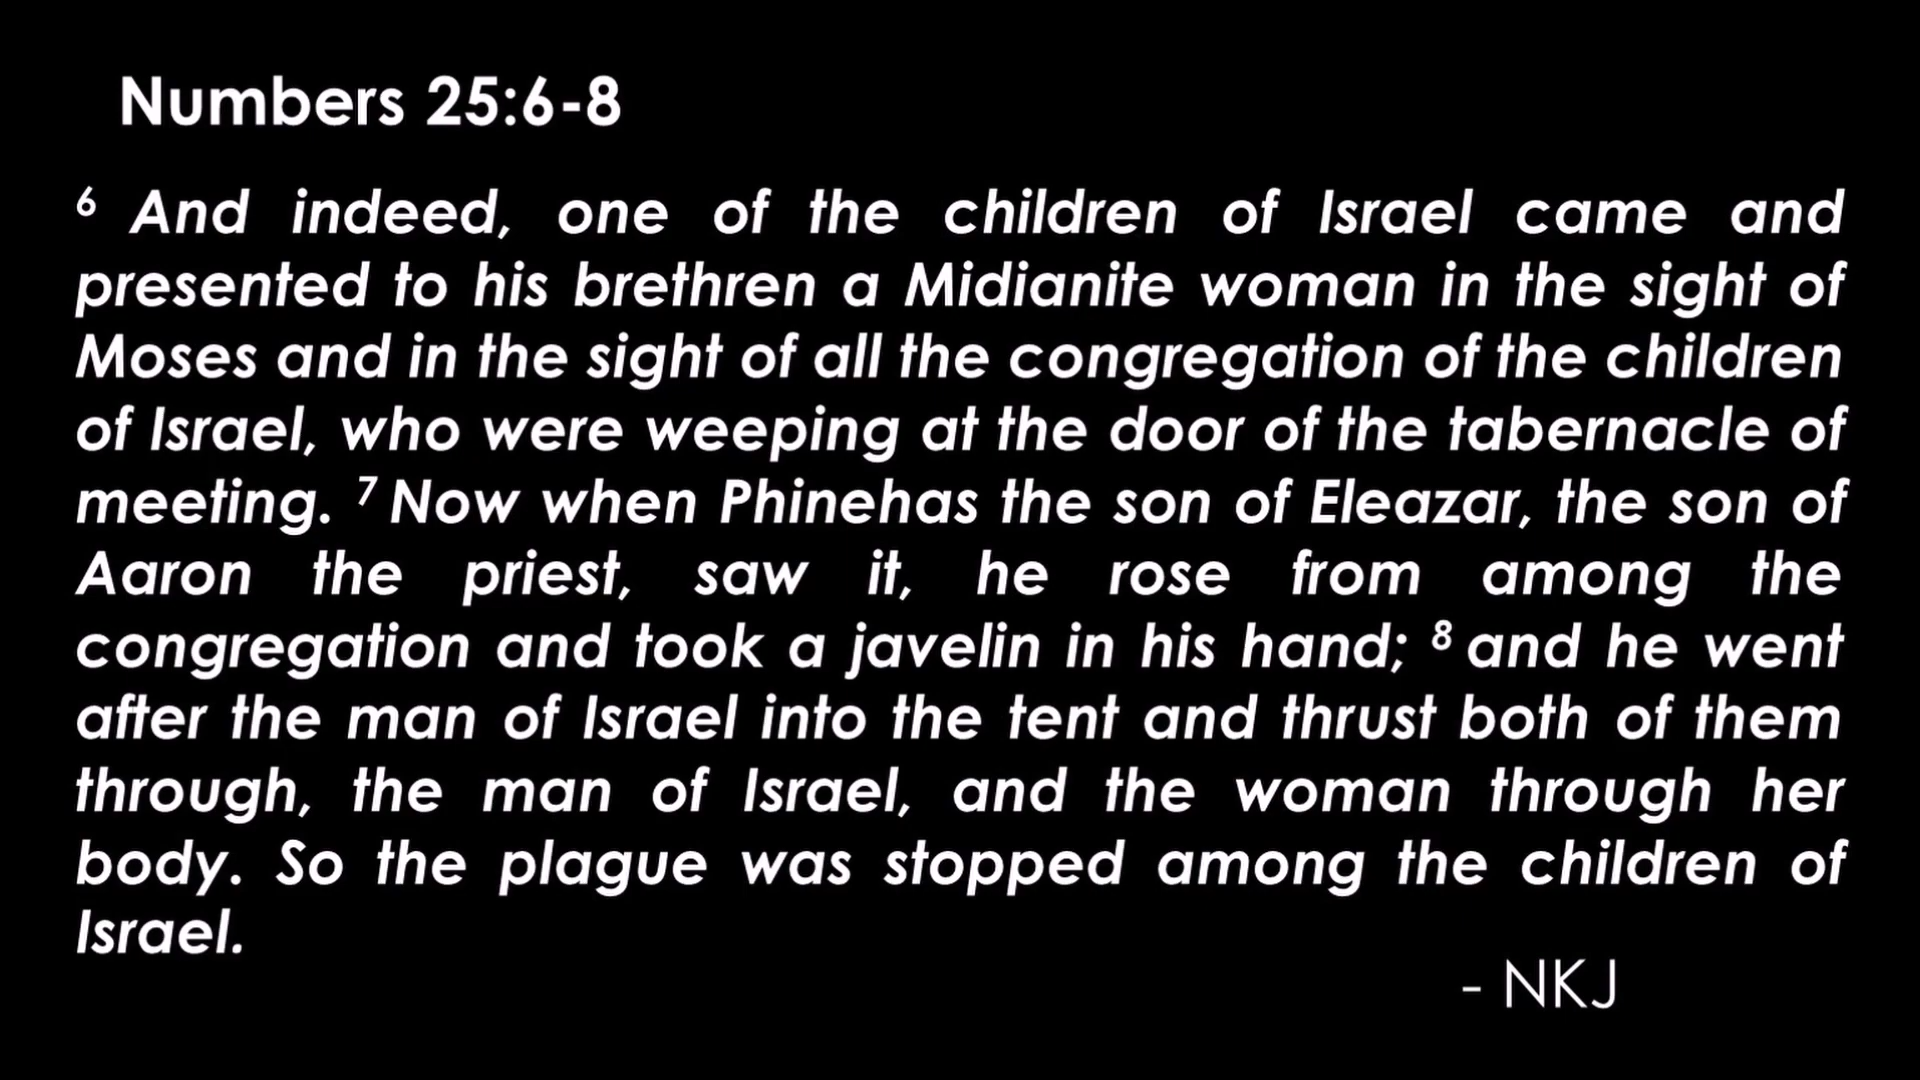 Numbers 25:6-8
6 And indeed, one of the children of Israel came and
presented to his brethren a Midianite woman in the sight of
Moses and in the sight of all the congregation of the children
of Israel, who were weeping at the door of the tabernacle of
meeting. 7 Now when Phinehas the son of Eleazar, the son of
Aaron the priest, saw it, he rose from among the
congregation and took a javelin in his hand; 8 and he went
after the man of Israel into the tent and thrust both of them
through, the man of Israel, and the woman through her
body. So the plague was stopped among the children of
Israel.
- NKJ